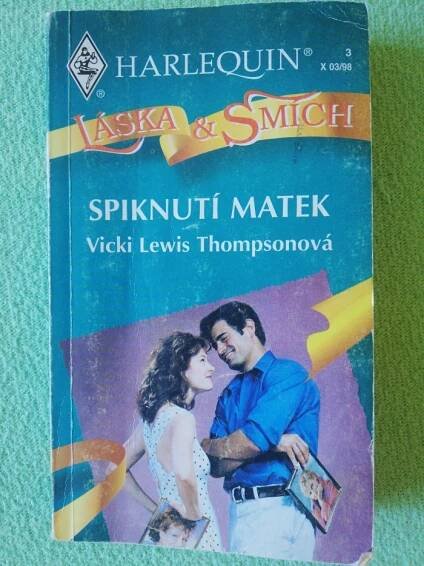 HARLEQUIN®
3
X 03/98
®
LÁSKA & SMÍCH
SPIKNUTÍ MATEK
Vicki Lewis Thompsonová